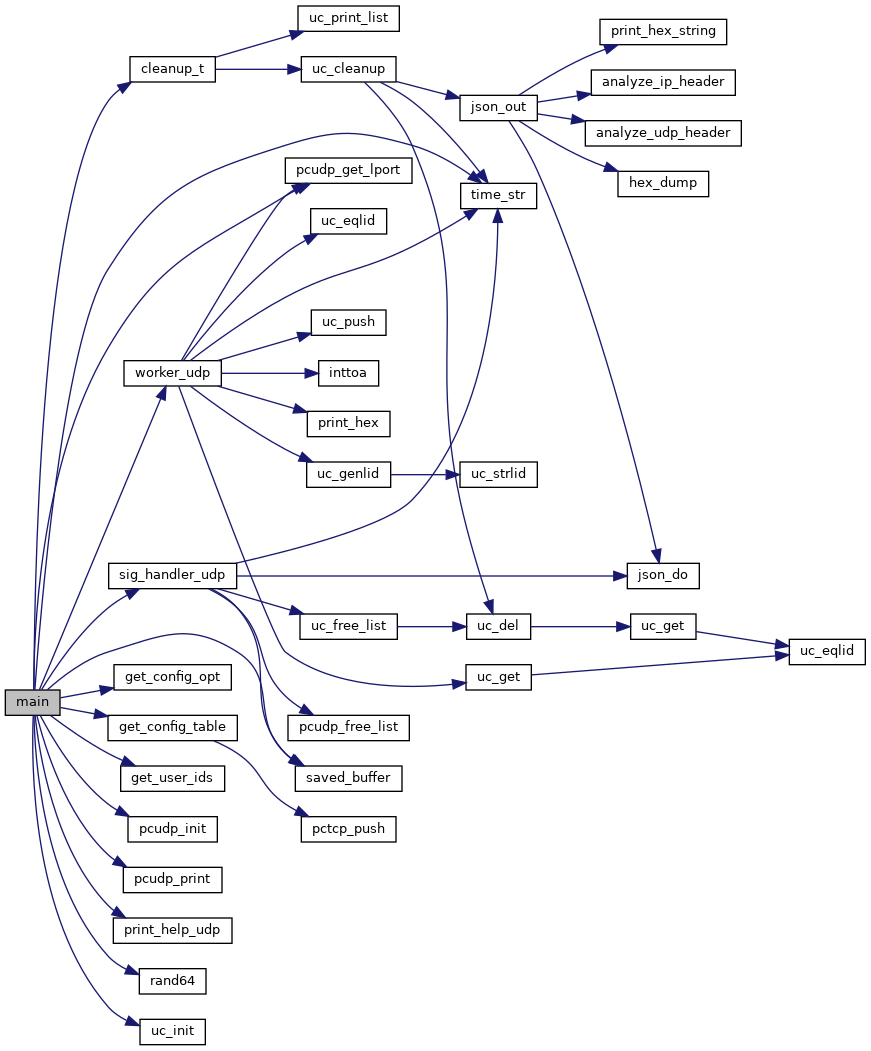 uc_print_list
print_hex_string
cleanup_t
uc_cleanup
analyze_ip_header
json_out
analyze_udp_header
pcudp_get_lport
hex_dump
time_str
uc_eqlid
uc_push
worker_udp
inttoa
print_hex
uc_genlid
uc_strlid
sig_handler_udp
json_do
uc_free_list
uc_del
uc_get
uc_eqlid
get_config_opt
uc_get
main
get_config_table
pcudp_free_list
get_user_ids
saved_buffer
pcudp_init
pctcp_push
pcudp_print
print_help_udp
rand64
uc_init